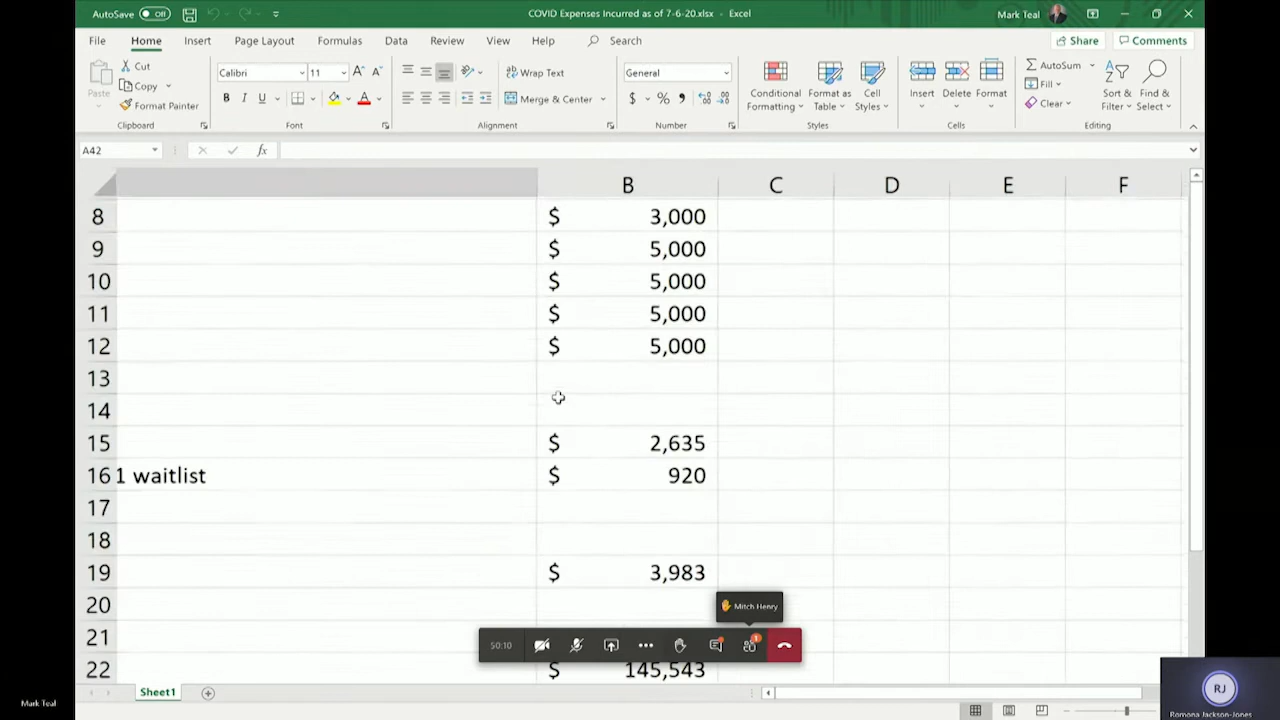 AutoSave Off COVID Expenses Incurred as of 7-6-20.xlsx - Excel Mark Teal
File Home Insert Page Layout Formulas Data Review View Help Search Share Comments
Paste Cut Copy Format Painter Clipboard
Calibri 11 A A B I U A Font
Wrap Text Merge & Center Alignment
General $ % , Number
Conditional Formatting Format as Table Cell Styles Styles
Insert Delete Format Cells
AutoSum Fill Clear Sort & Filter Find & Select Editing
A42 fx
B C D E F
8 $ 3,000
9 $ 5,000
10 $ 5,000
11 $ 5,000
12 $ 5,000
13
14
15 $ 2,635
16 1 waitlist $ 920
17
18
19 $ 3,983
20
Mitch Henry
21
50:10 1
22 $ 145,543
Sheet1
Mark Teal
RJ
Romona Jackson-Jones